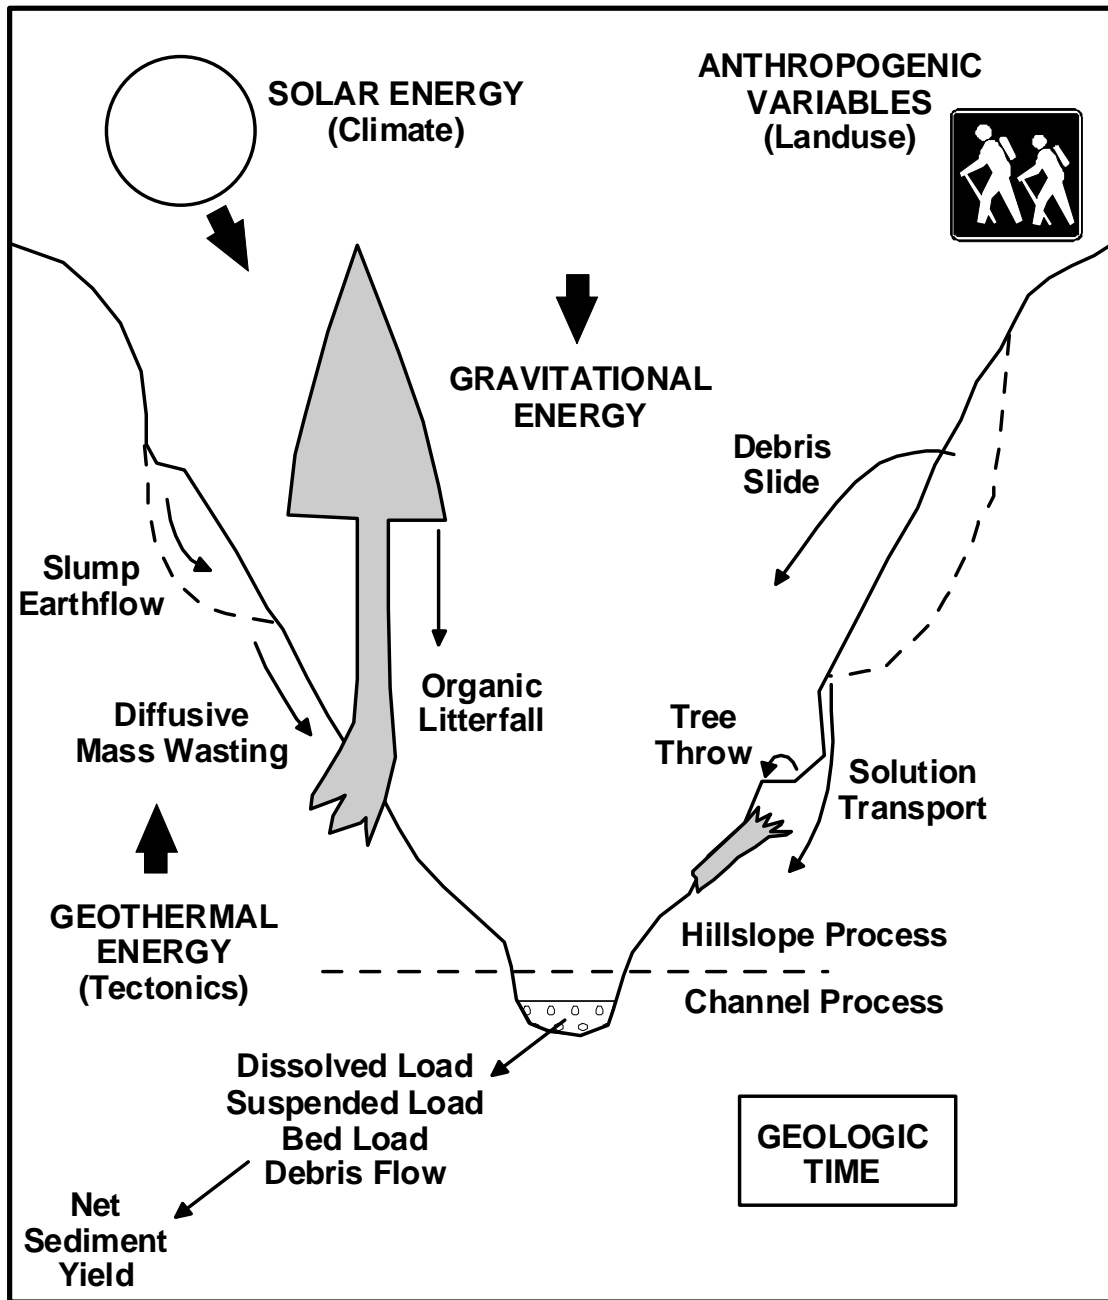 SOLAR ENERGY
(Climate)
ANTHROPOGENIC
VARIABLES
(Landuse)
GRAVITATIONAL
ENERGY
Debris
Slide
Slump
Earthflow
Organic
Litterfall
Diffusive
Mass Wasting
Tree
Throw
Solution
Transport
GEOTHERMAL
ENERGY
(Tectonics)
Hillslope Process
Channel Process
Dissolved Load
Suspended Load
Bed Load
Debris Flow
GEOLOGIC
TIME
Net
Sediment
Yield